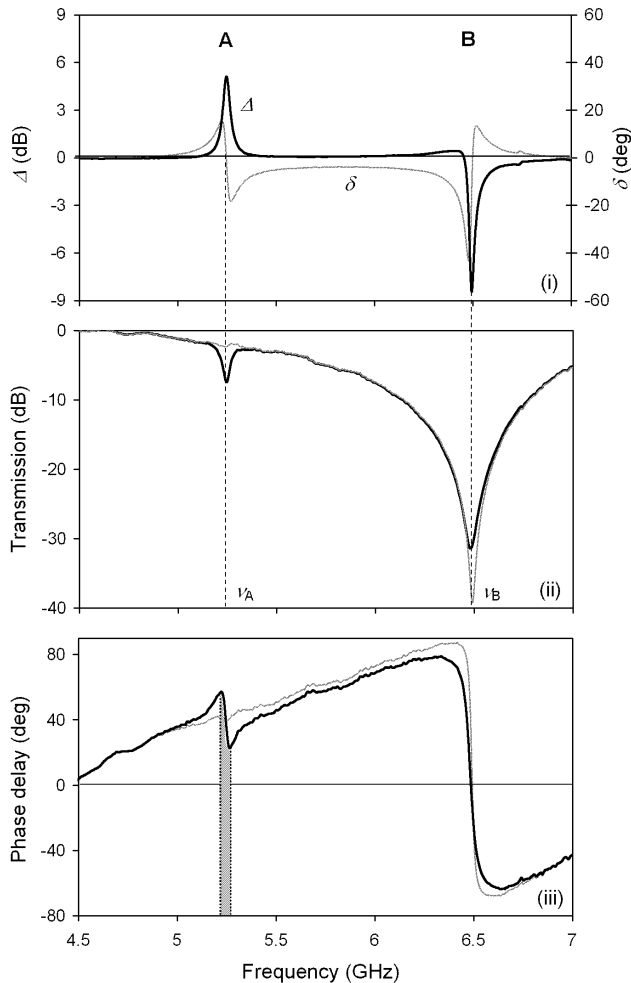 A B
9 60
6 40
3 20
0 0
-3 -20
-6 -40
-9 -60
Δ (dB)
δ (deg)
Δ
δ
(i)
0
-10
-20
-30
-40
Transmission (dB)
νA νB
(ii)
80
40
0
-40
-80
Phase delay (deg)
(iii)
4.5 5 5.5 6 6.5 7
Frequency (GHz)